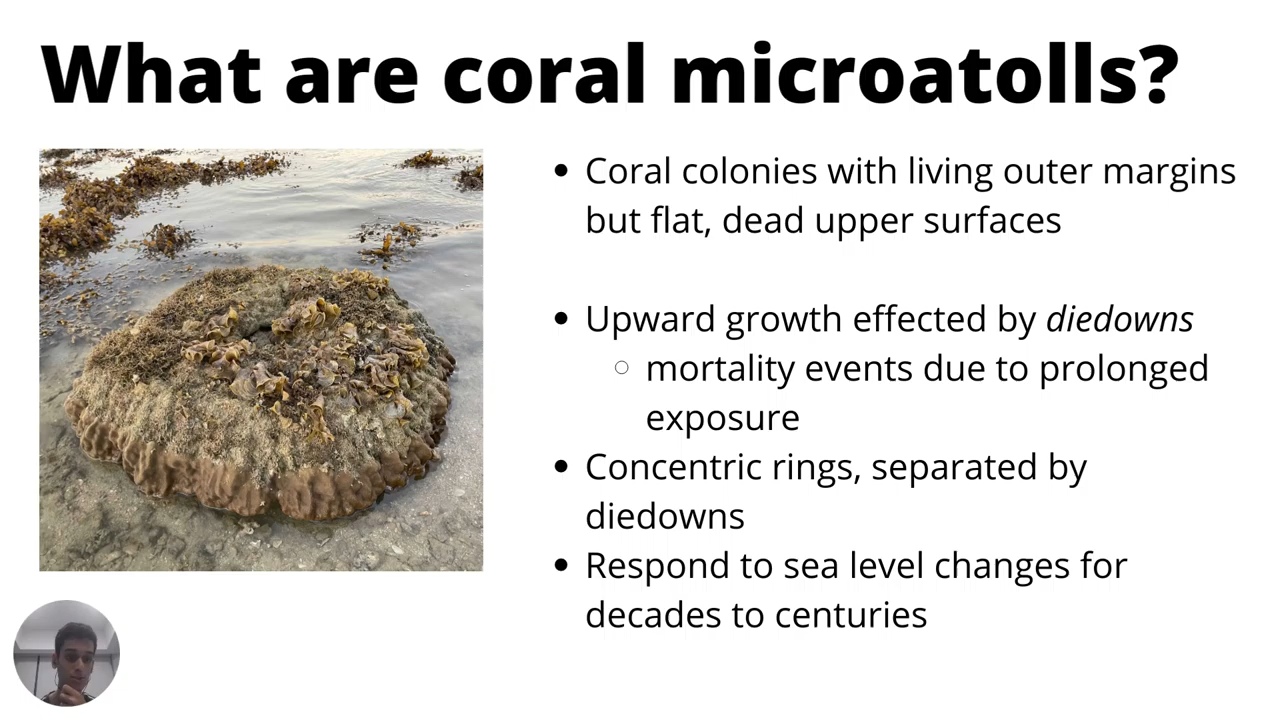 What are coral microatolls?
Coral colonies with living outer margins
but flat, dead upper surfaces
Upward growth effected by diedowns
mortality events due to prolonged
exposure
Concentric rings, separated by
diedowns
Respond to sea level changes for
decades to centuries